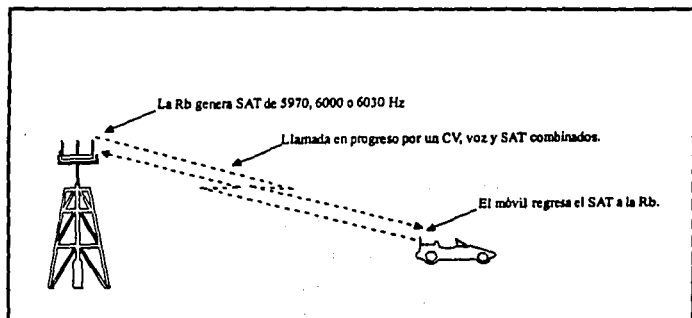 La Rb genera SAT de 5970, 6000 o 6030 Hz
Llamada en progreso por un CV, voz y SAT combinados.
El móvil regresa el SAT a la Rb.